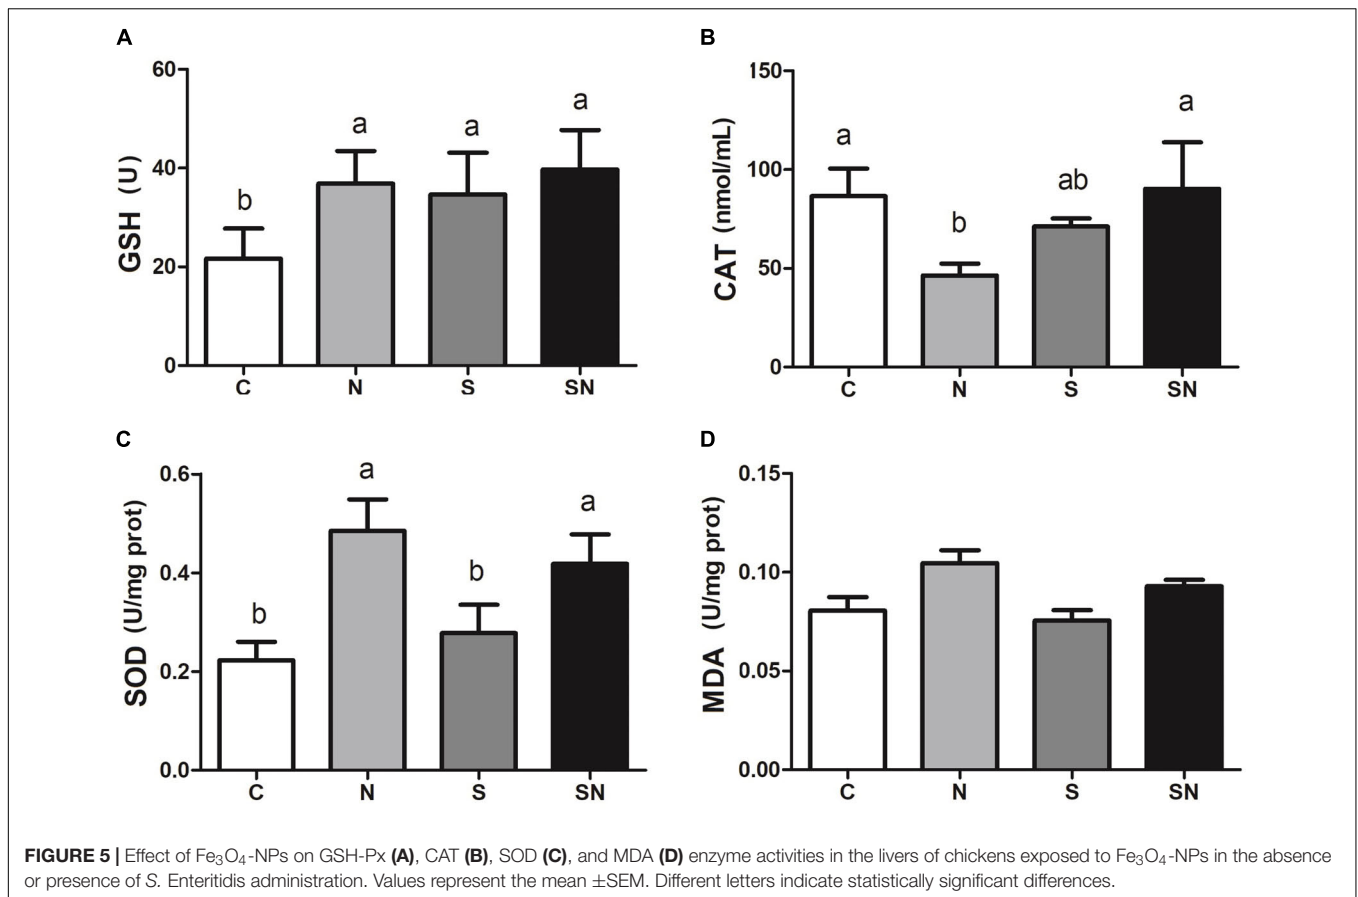 A
GSH (U)
60
40
20
0
b
a
a
a
C N S SN
B
CAT (nmol/mL)
150
100
50
0
a
b
ab
a
C N S SN
C
SOD (U/mg prot)
0.6
0.4
0.2
0.0
b
a
b
a
C N S SN
D
MDA (U/mg prot)
0.15
0.10
0.05
0.00
C N S SN
FIGURE 5 | Effect of Fe₃O₄-NPs on GSH-Px (A), CAT (B), SOD (C), and MDA (D) enzyme activities in the livers of chickens exposed to Fe₃O₄-NPs in the absence
or presence of S. Enteritidis administration. Values represent the mean ±SEM. Different letters indicate statistically significant differences.